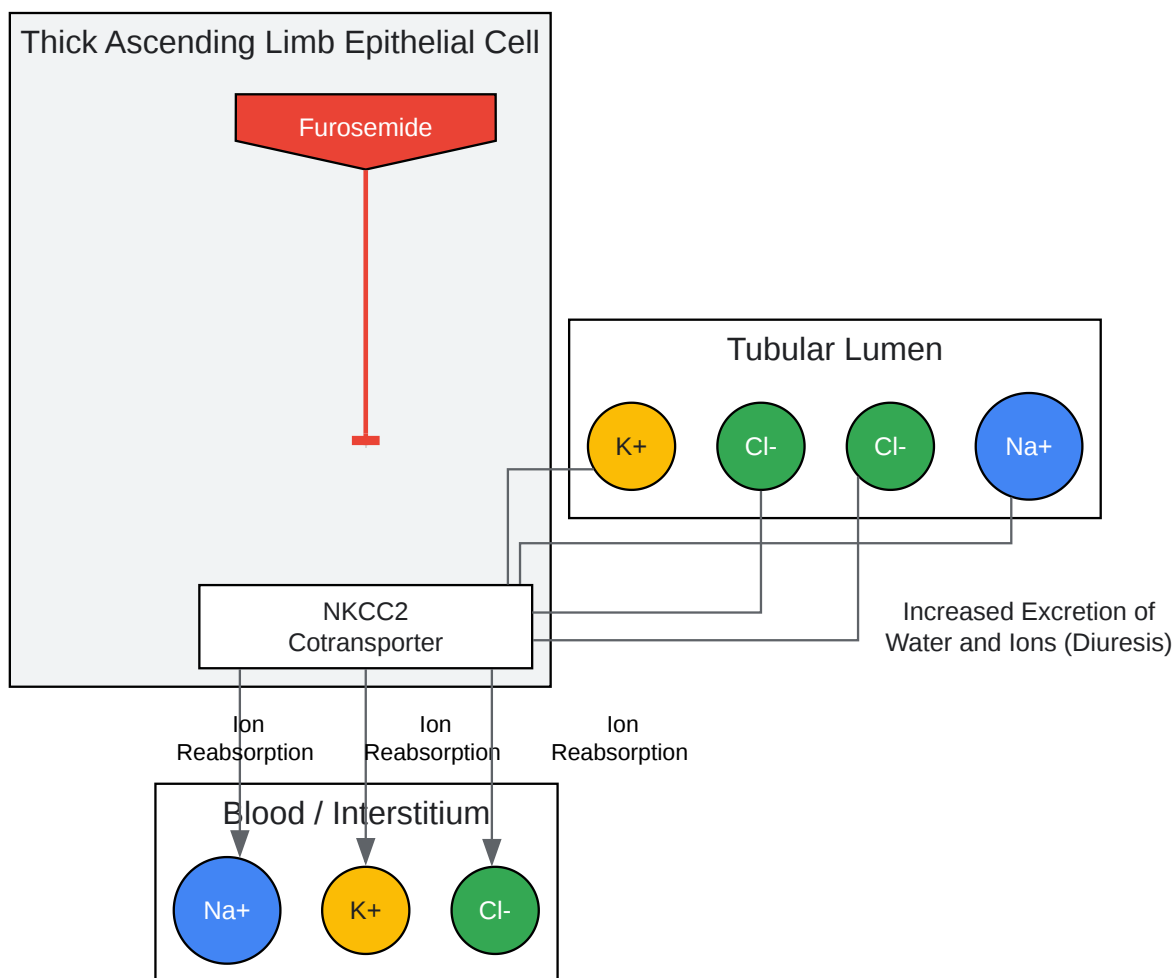 Thick Ascending Limb Epithelial Cell
Furosemide
Tubular Lumen
K+
Cl-
Cl-
Na+
NKCC2
Cotransporter
Increased Excretion of
Water and Ions (Diuresis)
Ion
Reabsorption
Ion
Reabsorption
Ion
Reabsorption
Blood / Interstitium
Na+
K+
Cl-